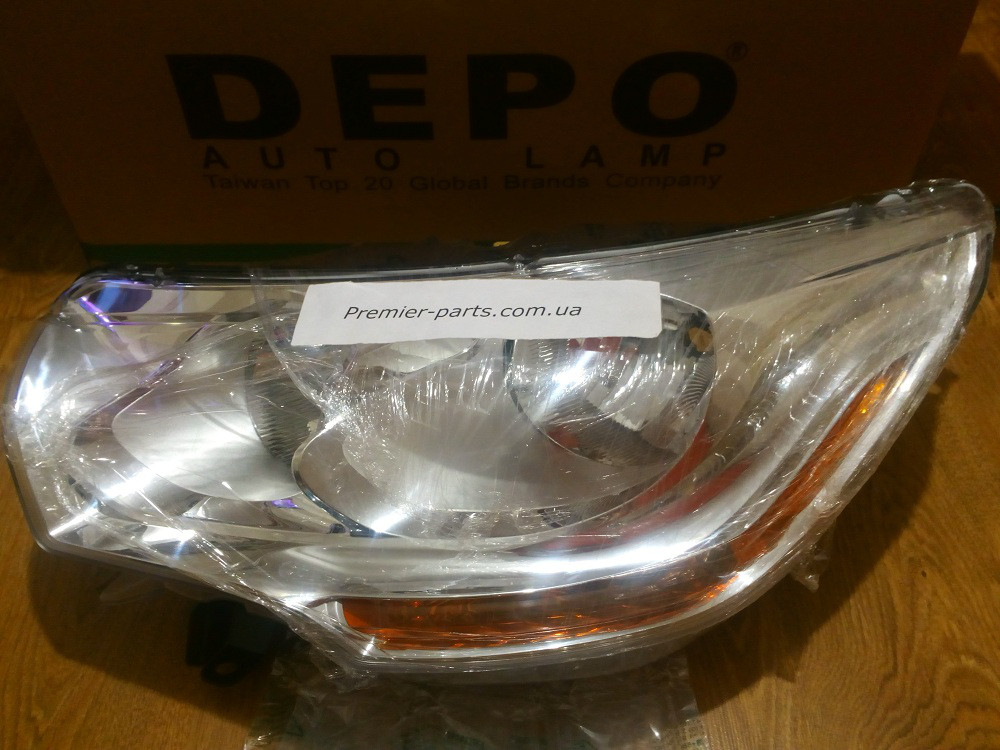 DEPO®
AUTO LAMP
Taiwan Top 20 Global Brands Company
Premier-parts.com.ua